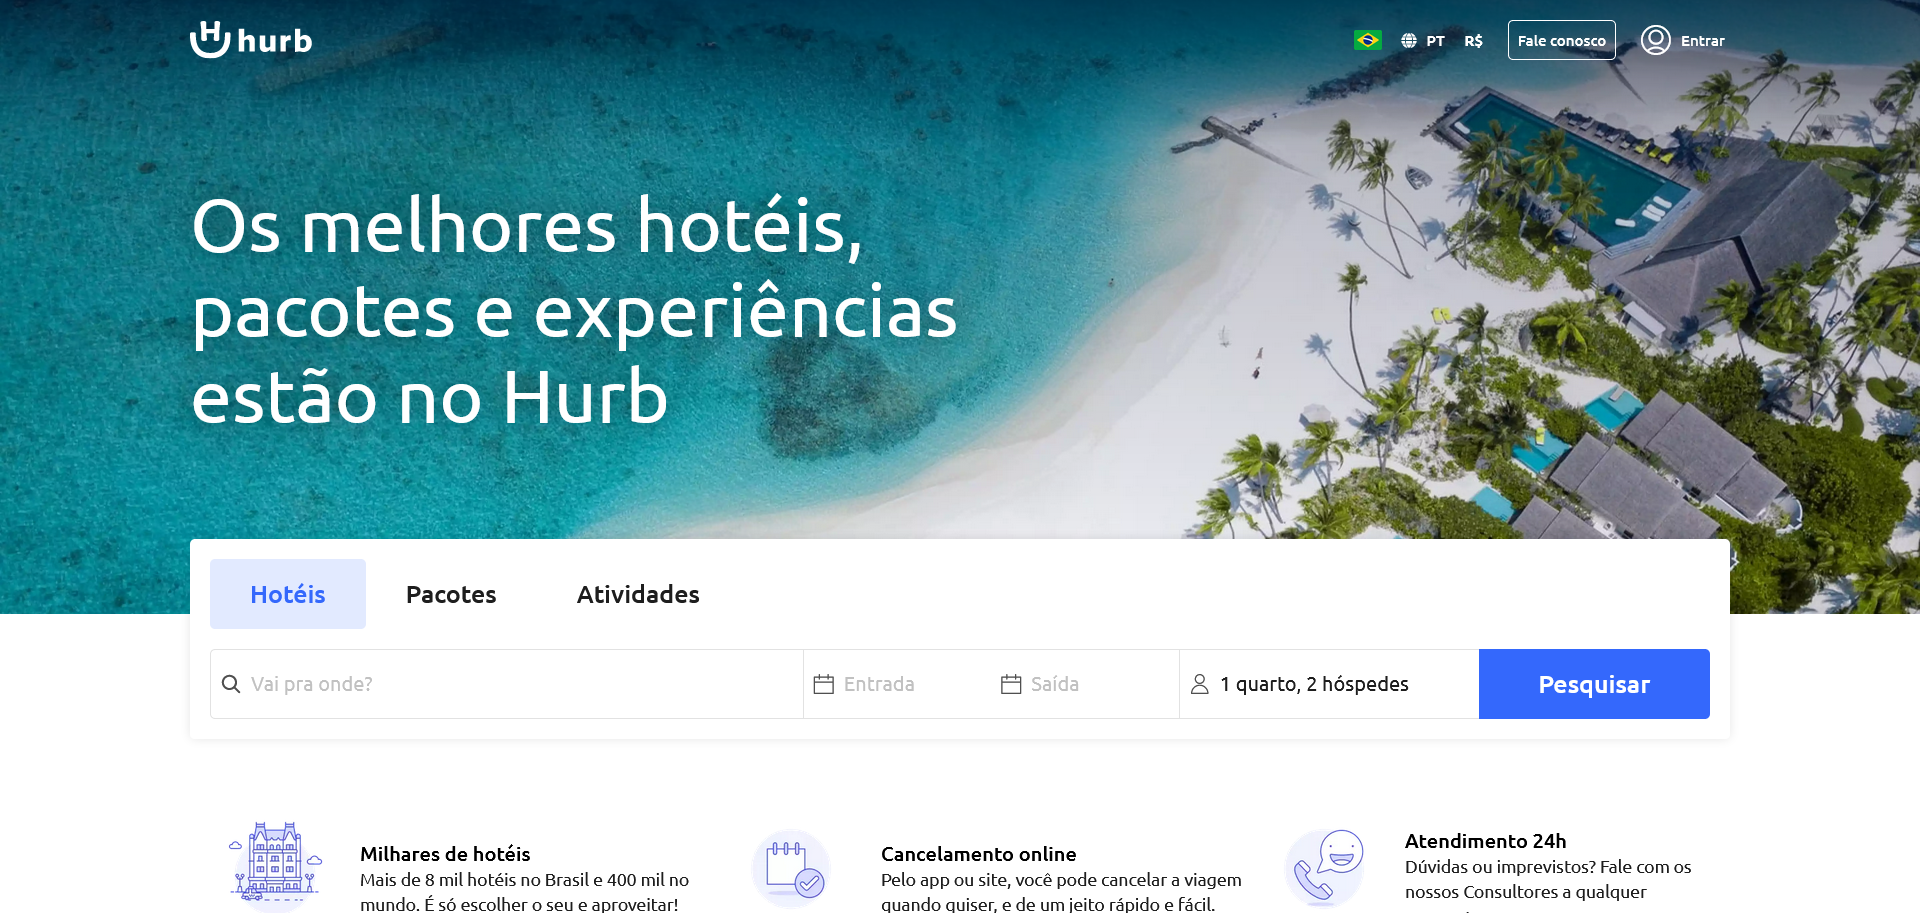 hurb
PT
R$
Fale conosco
Entrar
Os melhores hotéis,
pacotes e experiências
estão no Hurb
Hotéis
Pacotes
Atividades
Vai pra onde?
Entrada
Saída
1 quarto, 2 hóspedes
Pesquisar
Milhares de hotéis
Mais de 8 mil hotéis no Brasil e 400 mil no
mundo. É só escolher o seu e aproveitar!
Cancelamento online
Pelo app ou site, você pode cancelar a viagem
quando quiser, e de um jeito rápido e fácil.
Atendimento 24h
Dúvidas ou imprevistos? Fale com os
nossos Consultores a qualquer